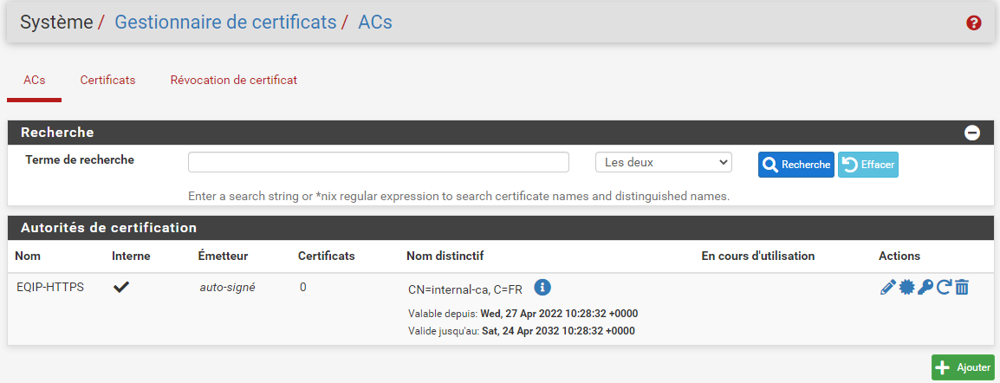 Système / Gestionnaire de certificats / ACs
ACs Certificats Révocation de certificat
Recherche
Terme de recherche Les deux Recherche Effacer
Enter a search string or *nix regular expression to search certificate names and distinguished names.
Autorités de certification
Nom Interne Émetteur Certificats Nom distinctif En cours d'utilisation Actions
EQIP-HTTPS auto-signé 0 CN=internal-ca, C=FR
Valable depuis: Wed, 27 Apr 2022 10:28:32 +0000
Valide jusqu'au: Sat, 24 Apr 2032 10:28:32 +0000
Ajouter